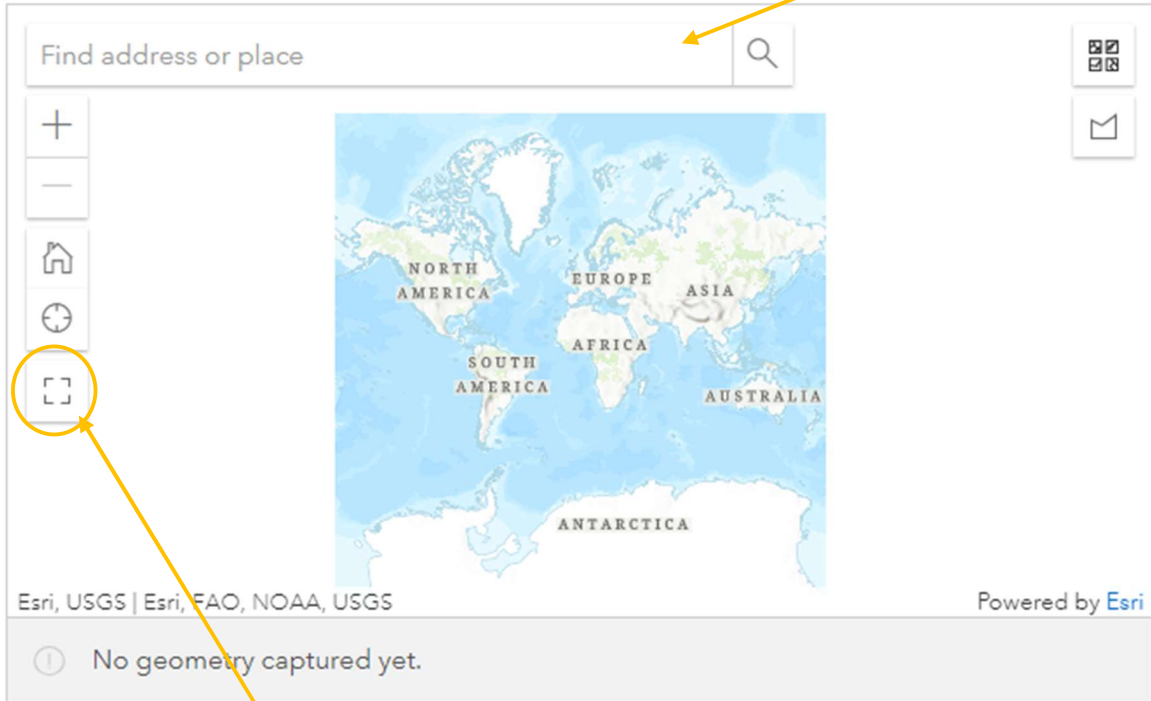 Find address or place
NORTH
AMERICA
EUROPE
ASIA
AFRICA
SOUTH
AMERICA
AUSTRALIA
ANTARCTICA
Esri, USGS | Esri, FAO, NOAA, USGS
Powered by Esri
No geometry captured yet.